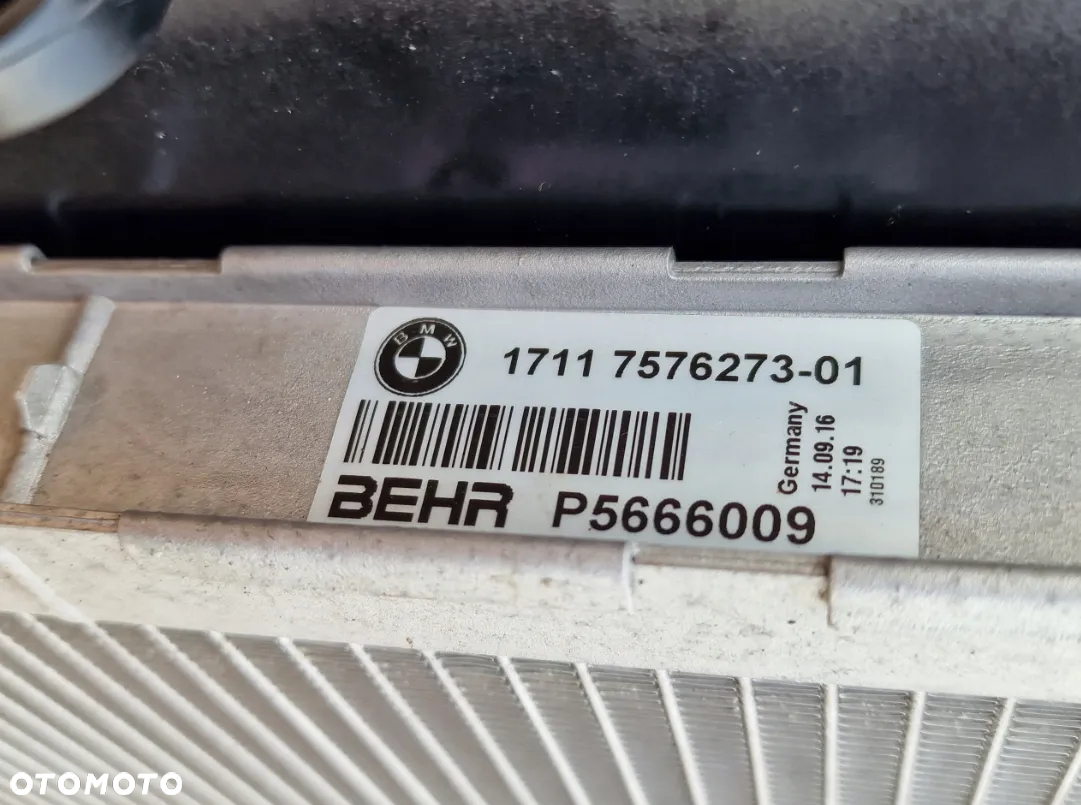 BMW
1711 7576273-01
Germany
14.09.16
17:19
310189
BEHR P5666009
OTOMOTO